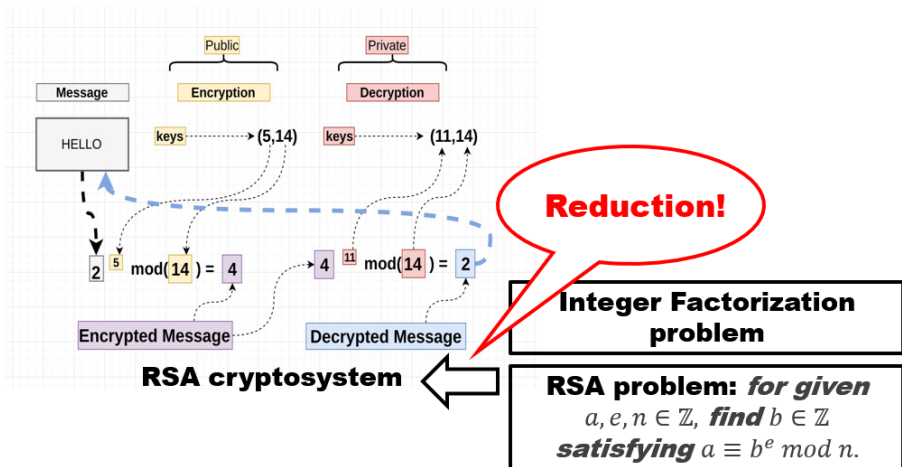 Public
Private
Message
Encryption
Decryption
HELLO
keys
(5,14)
keys
(11,14)
Reduction!
2 5 mod(14) = 4
4 11 mod(14) = 2
Encrypted Message
Decrypted Message
RSA cryptosystem
Integer Factorization
problem
RSA problem: for given
a, e, n ∈ ℤ, find b ∈ ℤ
satisfying a ≡ bᵉ mod n.